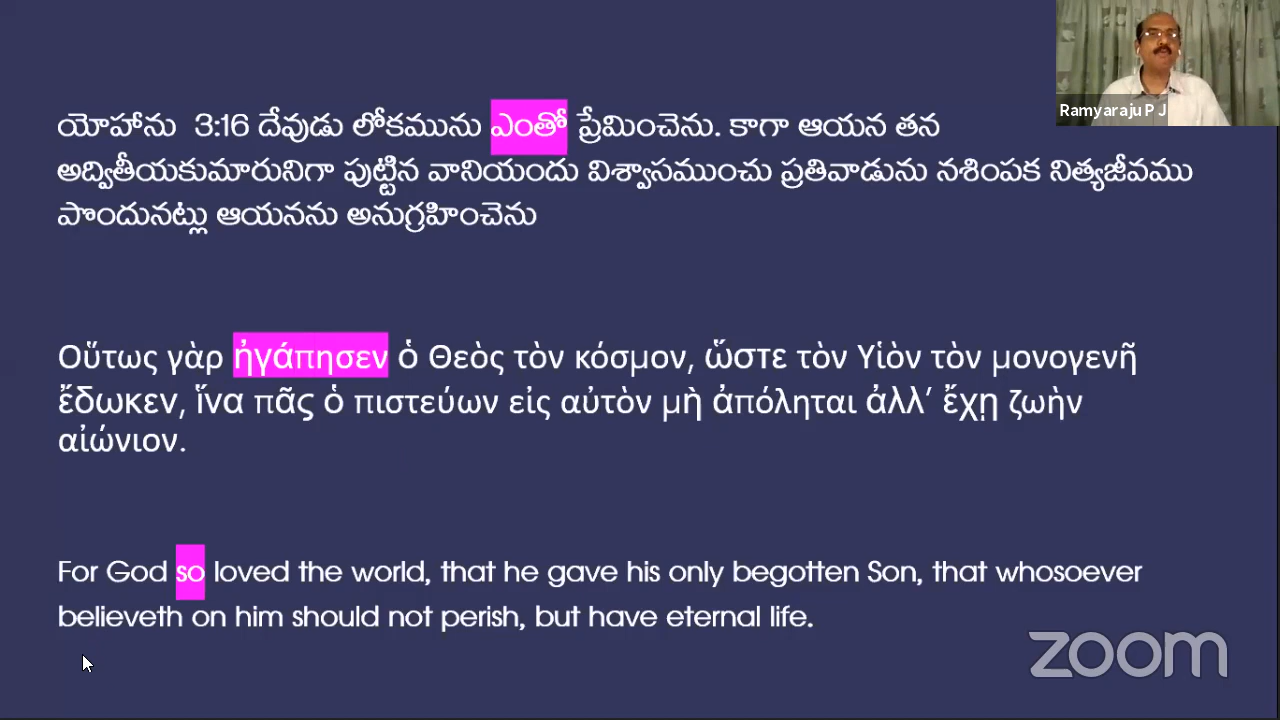 Ramyaraju P J
యోహాను 3:16 దేవుడు లోకమును ఎంతో ప్రేమించెను. కాగా ఆయన తన
అద్వితీయకుమారునిగా పుట్టిన వానియందు విశ్వాసముంచు ప్రతివాడును నశింపక నిత్యజీవము
పొందునట్లు ఆయనను అనుగ్రహించెను
Οὕτως γὰρ ἠγάπησεν ὁ Θεὸς τὸν κόσμον, ὥστε τὸν Υἱὸν τὸν μονογενῆ
ἔδωκεν, ἵνα πᾶς ὁ πιστεύων εἰς αὐτὸν μὴ ἀπόληται ἀλλ’ ἔχῃ ζωὴν
αἰώνιον.
For God so loved the world, that he gave his only begotten Son, that whosoever
believeth on him should not perish, but have eternal life.
zoom